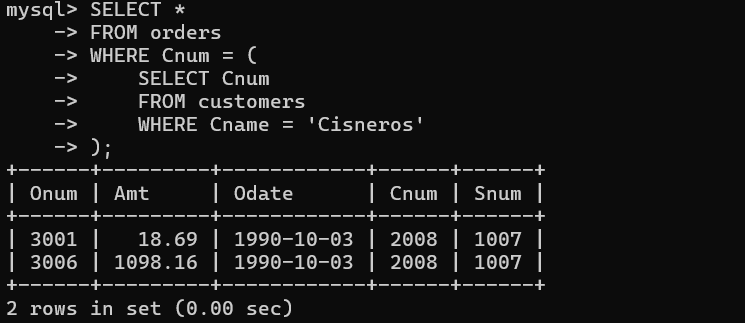 mysql> SELECT *
    -> FROM orders
    -> WHERE Cnum = (
    ->     SELECT Cnum
    ->     FROM customers
    ->     WHERE Cname = 'Cisneros'
    -> );
+------+---------+------------+------+------+
| Onum | Amt     | Odate      | Cnum | Snum |
+------+---------+------------+------+------+
| 3001 |   18.69 | 1990-10-03 | 2008 | 1007 |
| 3006 | 1098.16 | 1990-10-03 | 2008 | 1007 |
+------+---------+------------+------+------+
2 rows in set (0.00 sec)